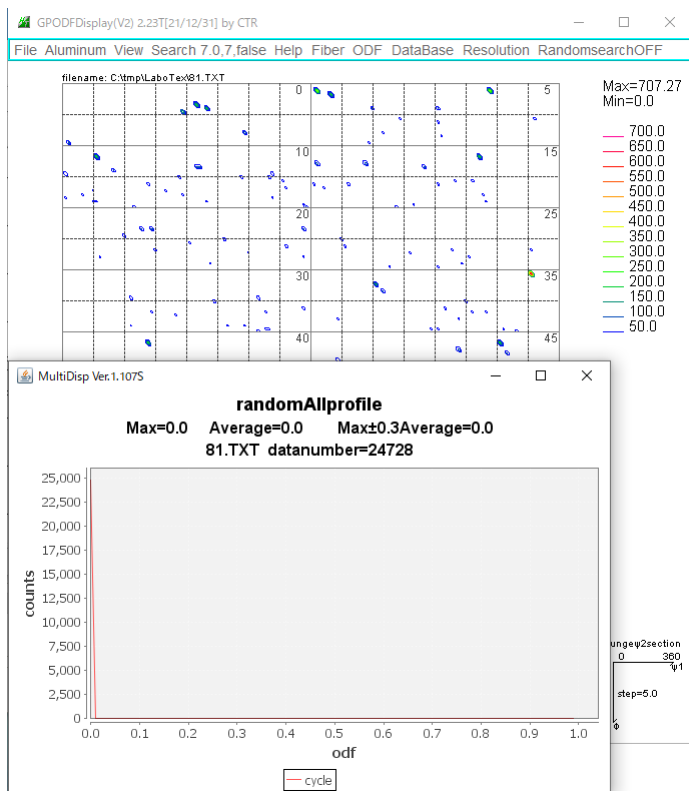 GPODFDisplay(V2) 2.23T[21/12/31] by CTR
File Aluminum View Search 7.0,7,false Help Fiber ODF DataBase Resolution RandomsearchOFF
filename: C:\tmp\LaboTex\81.TXT
Max=707.27
Min=0.0
0 5
10 15
20 25
30 35
40 45
700.0
650.0
600.0
550.0
500.0
450.0
400.0
350.0
300.0
250.0
200.0
150.0
100.0
50.0
MultiDisp Ver.1.107S
randomAllprofile
Max=0.0 Average=0.0 Max±0.3Average=0.0
81.TXT datanumber=24728
25,000
22,500
20,000
17,500
15,000
12,500
10,000
7,500
5,000
2,500
0
counts
0.0 0.1 0.2 0.3 0.4 0.5 0.6 0.7 0.8 0.9 1.0
odf
cycle
ungeψ2section
0 360
ψ1
step=5.0
Φ